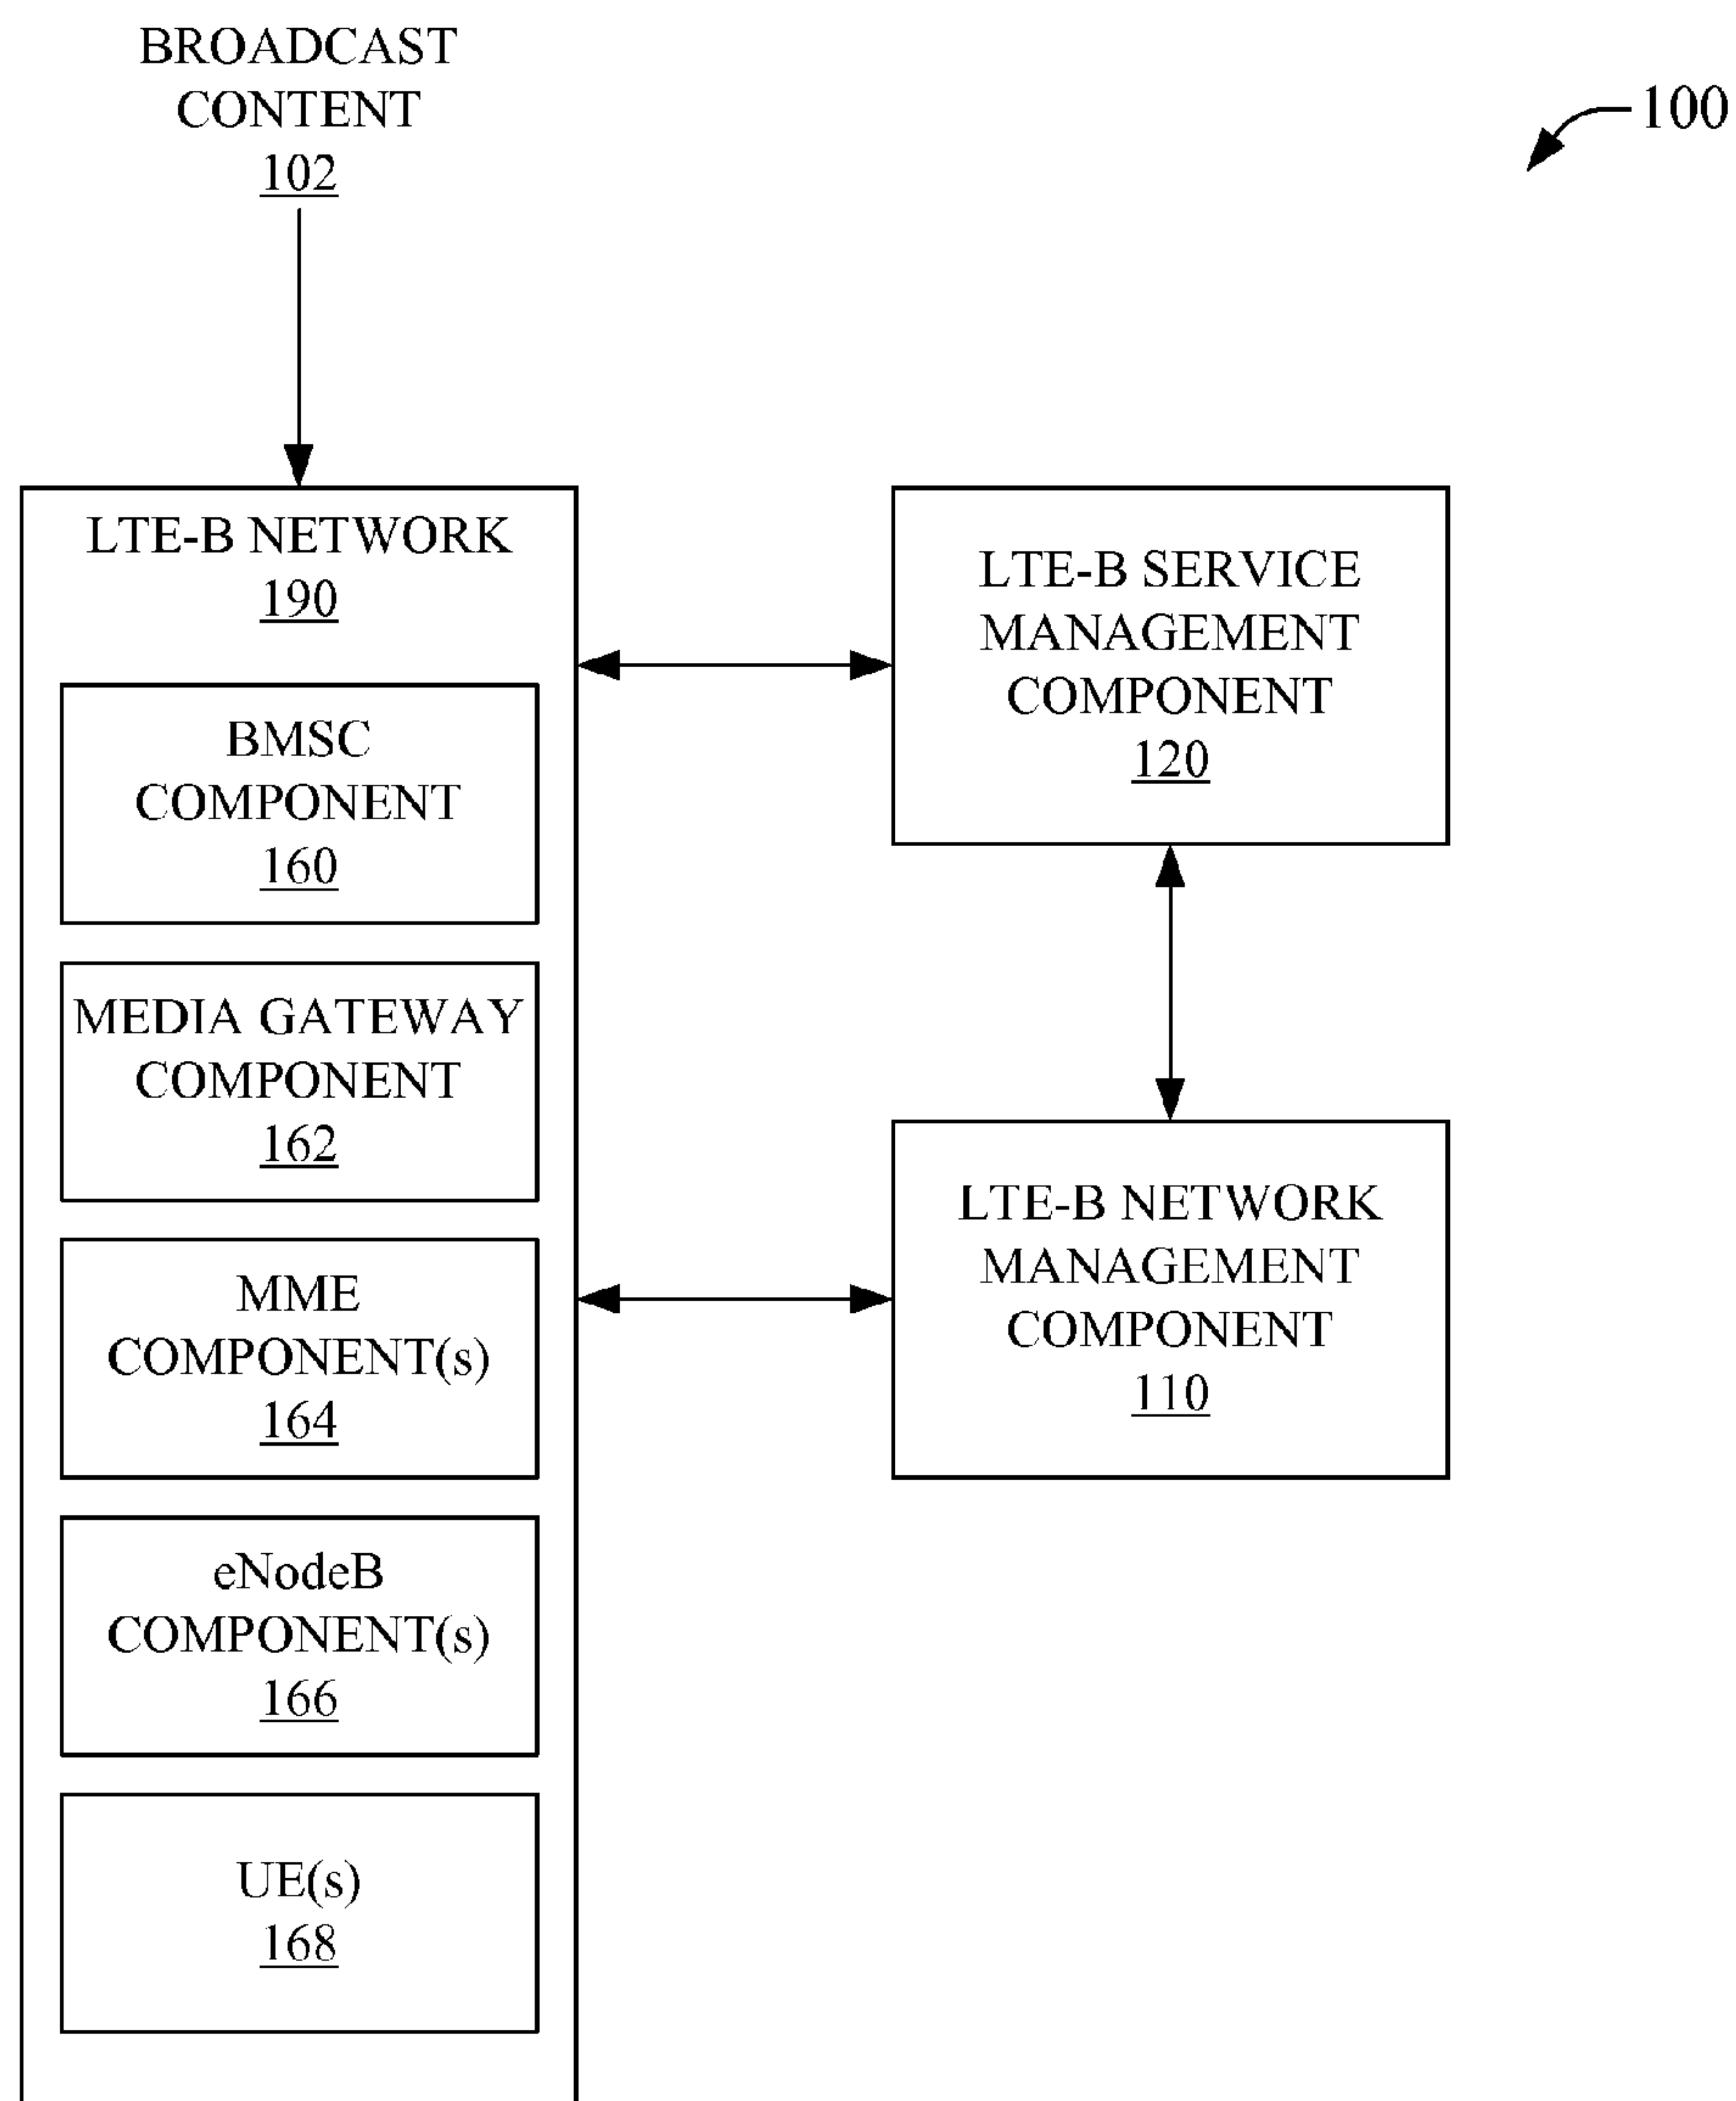 BROADCAST
CONTENT
102
100
LTE-B NETWORK
190
BMSC
COMPONENT
160
MEDIA GATEWAY
COMPONENT
162
MME
COMPONENT(s)
164
eNodeB
COMPONENT(s)
166
UE(s)
168
LTE-B SERVICE
MANAGEMENT
COMPONENT
120
LTE-B NETWORK
MANAGEMENT
COMPONENT
110